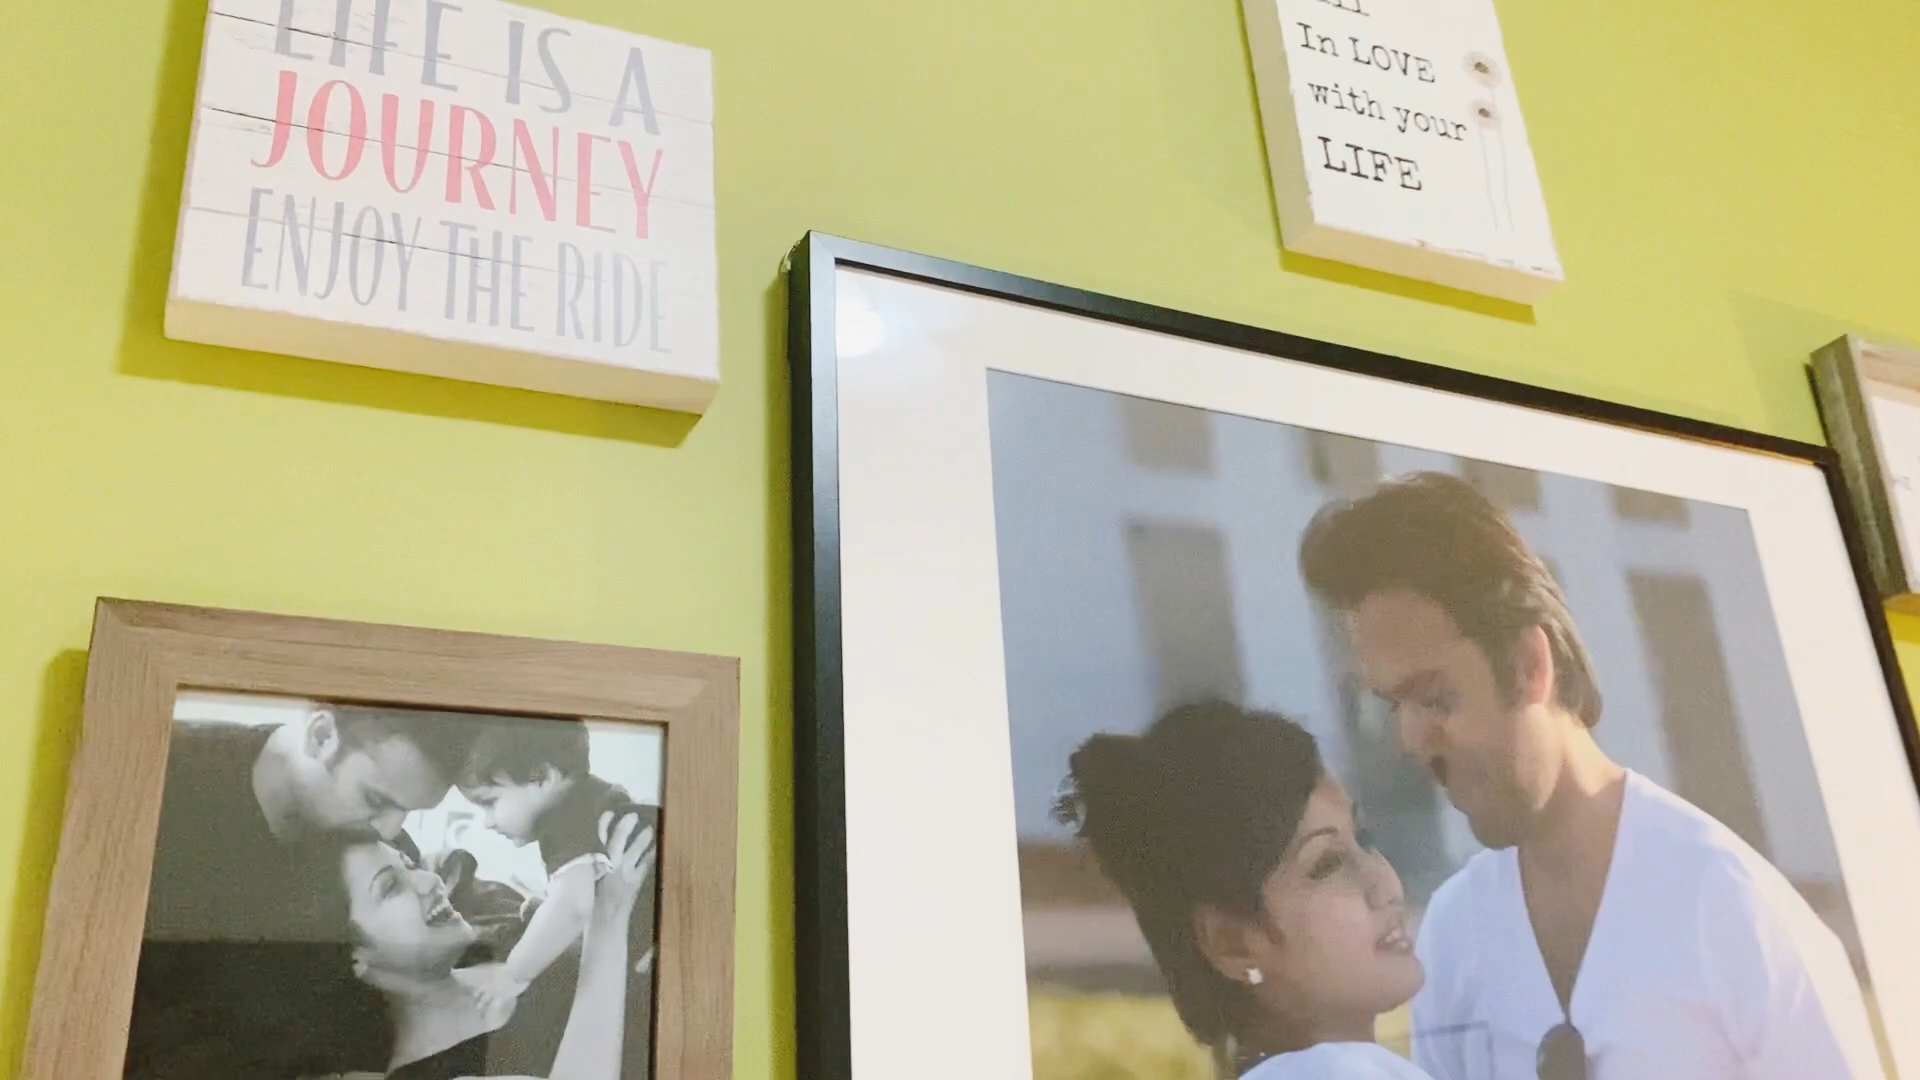 LIFE IS A
JOURNEY
ENJOY THE RIDE
In LOVE
with your
LIFE